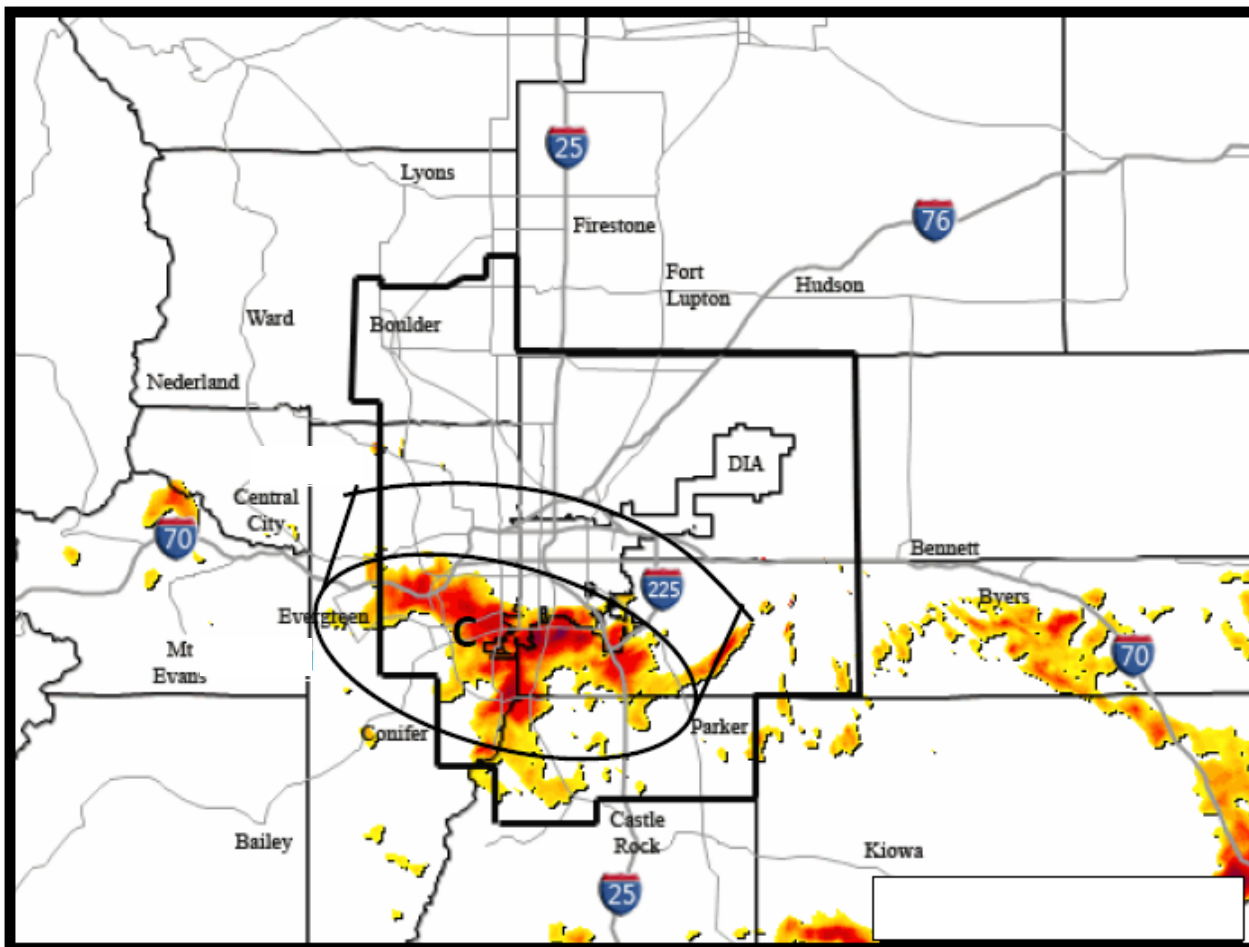 25
Lyons
76
Firestone
Fort
Lupton
Hudson
Ward
Boulder
Nederland
DIA
Central
City
70
Bennett
225
Byers
Evergreen
C
Mt
Evans
70
Parker
Conifer
Castle
Rock
Bailey
Kiowa
25